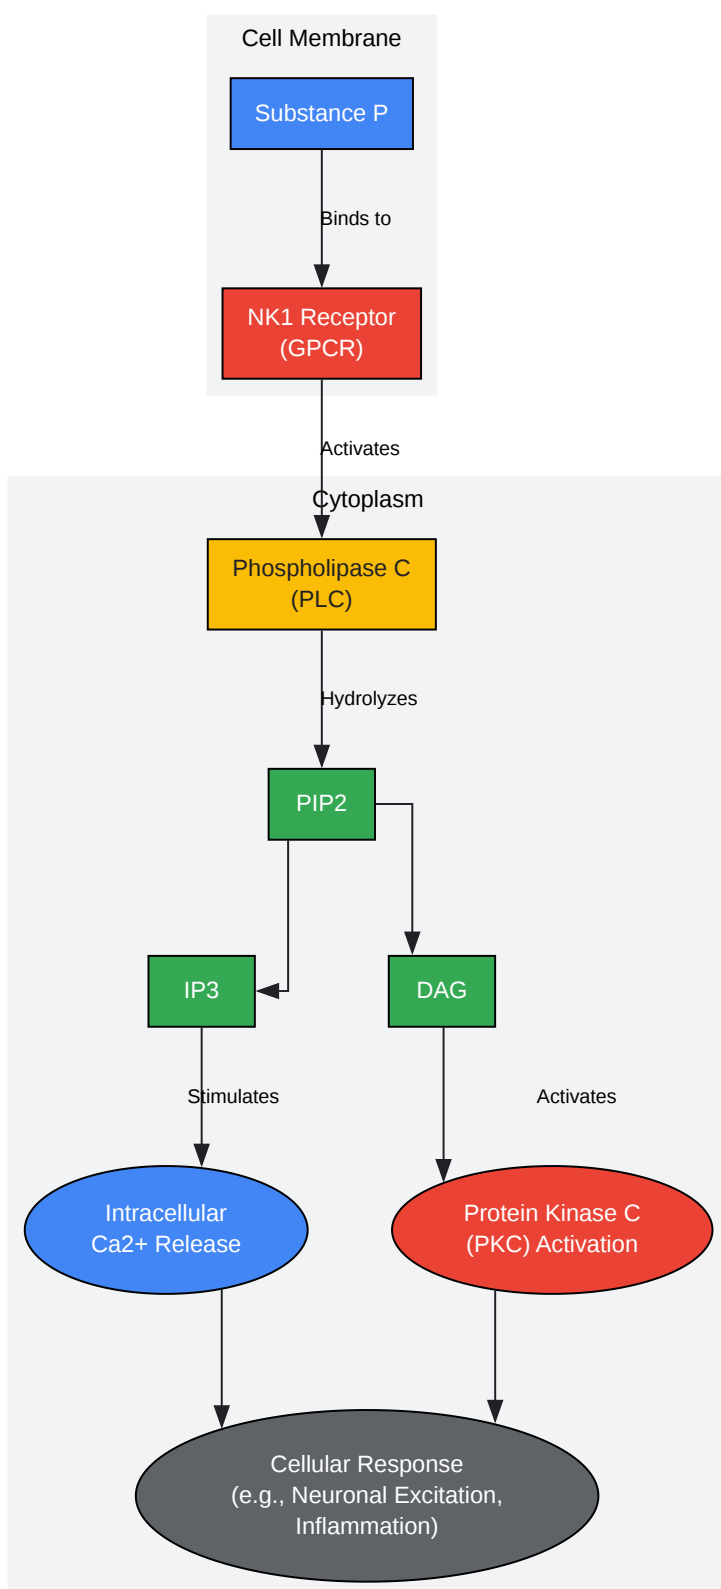 Cell Membrane
Substance P
Binds to
NK1 Receptor
(GPCR)
Activates
Cytoplasm
Phospholipase C
(PLC)
Hydrolyzes
PIP2
IP3
DAG
Stimulates
Activates
Intracellular
Ca2+ Release
Protein Kinase C
(PKC) Activation
Cellular Response
(e.g., Neuronal Excitation,
Inflammation)